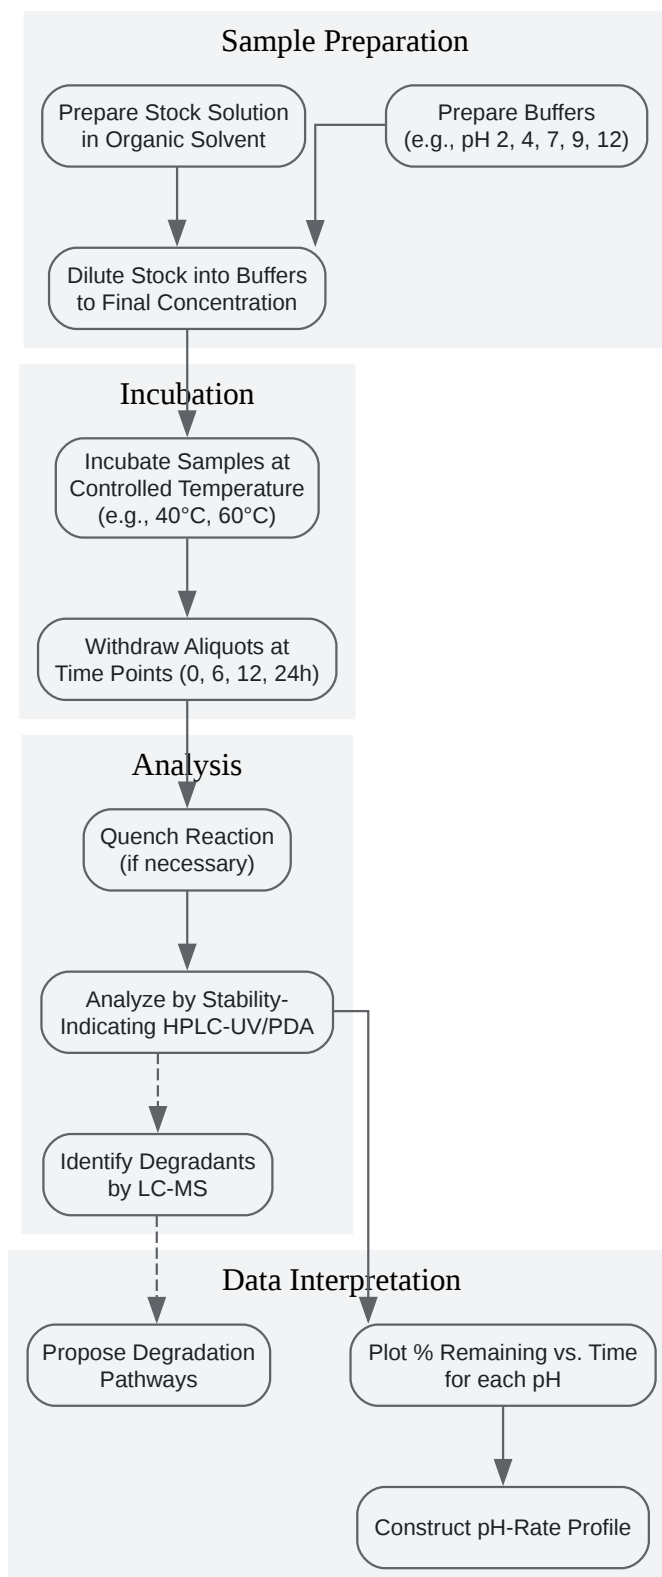 Sample Preparation
Prepare Stock Solution
in Organic Solvent
Prepare Buffers
(e.g., pH 2, 4, 7, 9, 12)
Dilute Stock into Buffers
to Final Concentration
Incubation
Incubate Samples at
Controlled Temperature
(e.g., 40°C, 60°C)
Withdraw Aliquots at
Time Points (0, 6, 12, 24h)
Analysis
Quench Reaction
(if necessary)
Analyze by Stability-
Indicating HPLC-UV/PDA
Identify Degradants
by LC-MS
Data Interpretation
Propose Degradation
Pathways
Plot % Remaining vs. Time
for each pH
Construct pH-Rate Profile